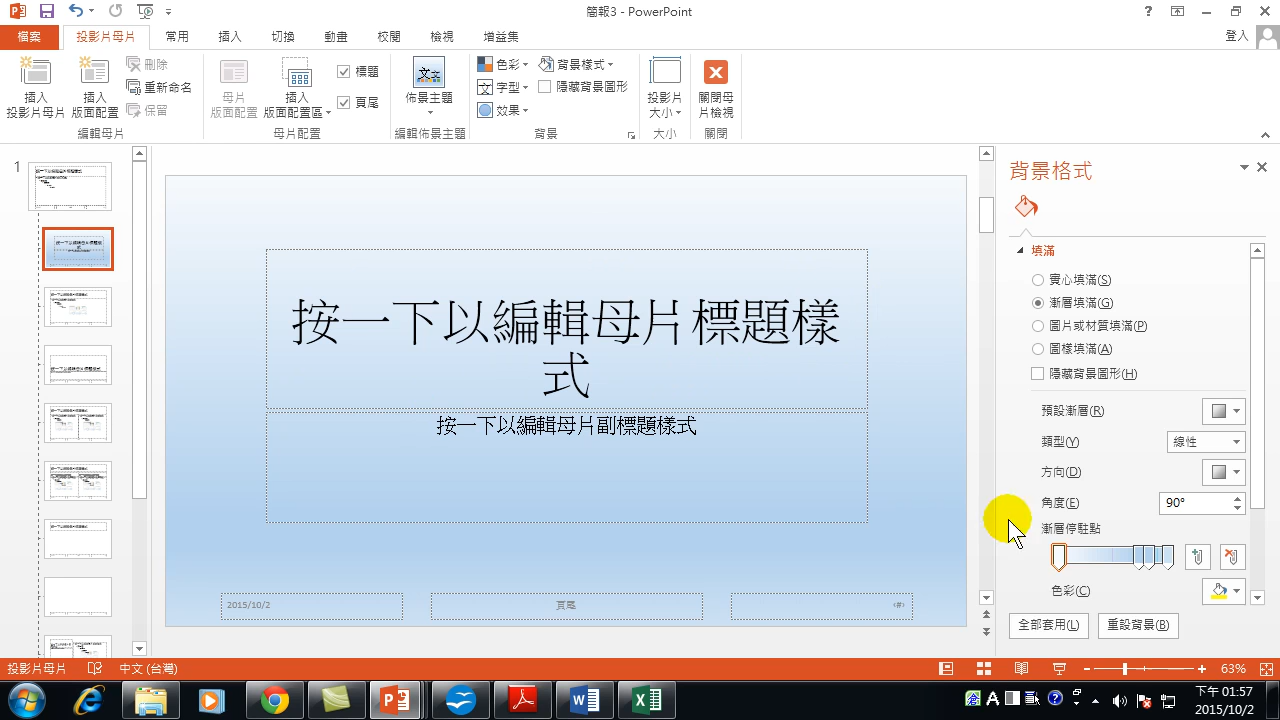 簡報3 - PowerPoint
檔案 投影片母片 常用 插入 切換 動畫 校閱 檢視 增益集 登入
插入
投影片母片
插入
版面配置
刪除
重新命名
保留
編輯母片
母片
版面配置
插入
版面配置區
標題
頁尾
母片配置
佈景主題
編輯佈景主題
色彩
字型
效果
背景樣式
隱藏背景圖形
背景
投影片
大小
大小
關閉母
片檢視
關閉
1
按一下以編輯母片標題樣
式
按一下以編輯母片副標題樣式
2015/10/2
頁尾
‹#›
背景格式
填滿
實心填滿(S)
漸層填滿(G)
圖片或材質填滿(P)
圖樣填滿(A)
隱藏背景圖形(H)
預設漸層(R)
類型(Y) 線性
方向(D)
角度(E) 90°
漸層停駐點
色彩(C)
全部套用(L) 重設背景(B)
投影片母片 中文 (台灣) 63%
下午 01:57
2015/10/2